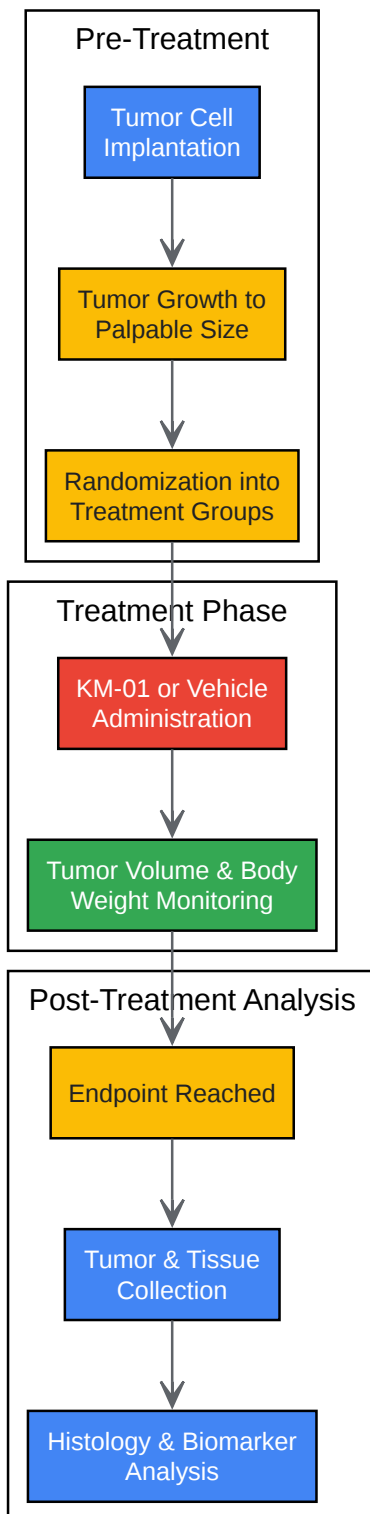 Pre-Treatment
Tumor Cell
Implantation
Tumor Growth to
Palpable Size
Randomization into
Treatment Groups
Treatment Phase
KM-01 or Vehicle
Administration
Tumor Volume & Body
Weight Monitoring
Post-Treatment Analysis
Endpoint Reached
Tumor & Tissue
Collection
Histology & Biomarker
Analysis